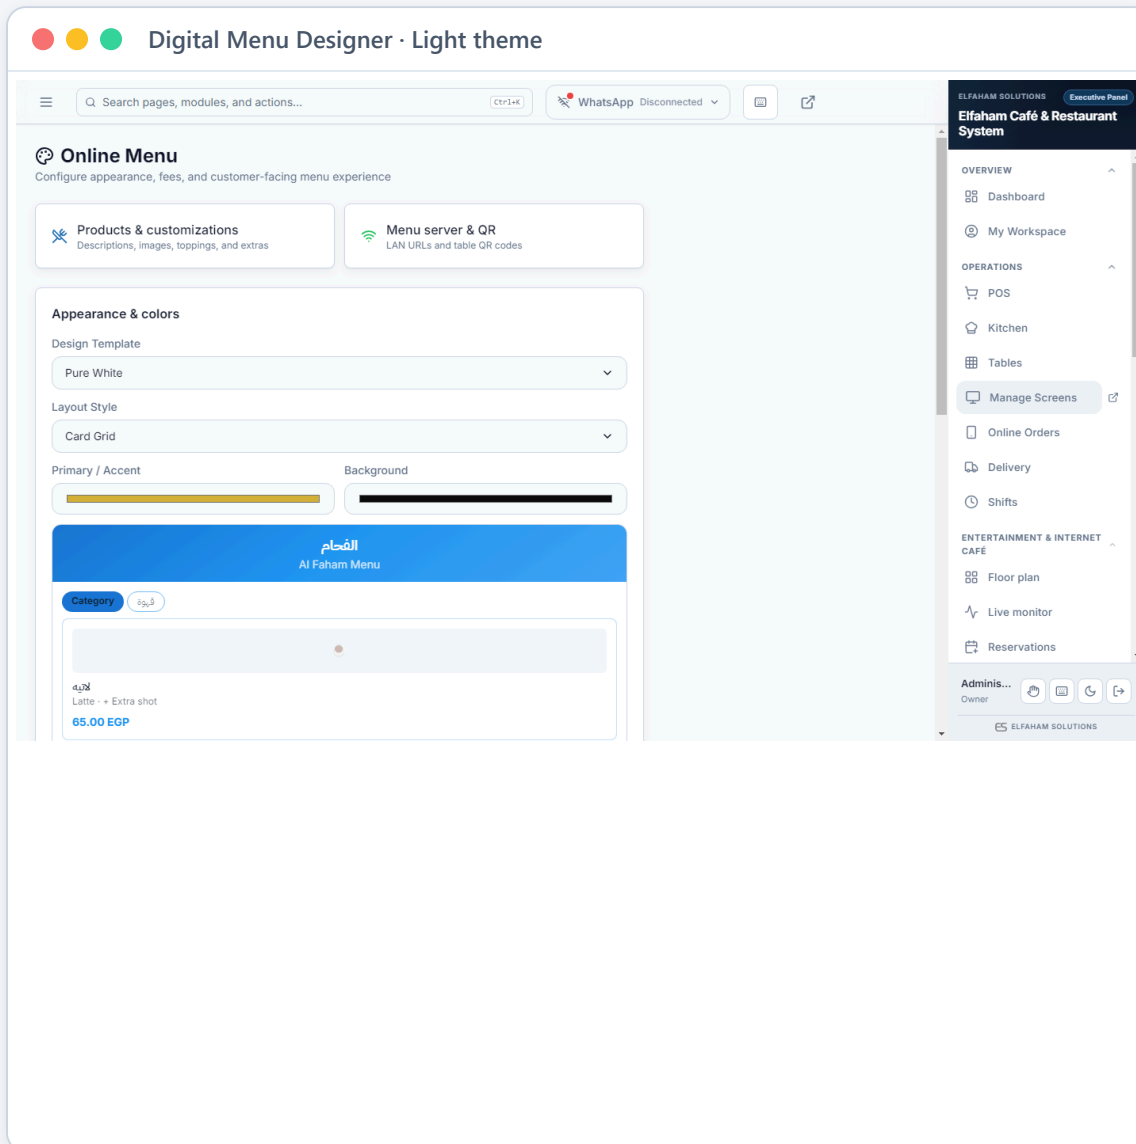 Digital Menu Designer · Light theme
Search pages, modules, and actions...
Ctrl+K
WhatsApp Disconnected
Online Menu
Configure appearance, fees, and customer-facing menu experience
Products & customizations
Descriptions, images, toppings, and extras
Menu server & QR
LAN URLs and table QR codes
Appearance & colors
Design Template
Pure White
Layout Style
Card Grid
Primary / Accent
Background
الفحام
Al Faham Menu
Category
قهوة
لاتيه
Latte · + Extra shot
65.00 EGP
ELFAHAM SOLUTIONS
Executive Panel
Elfaham Café & Restaurant
System
OVERVIEW
Dashboard
My Workspace
OPERATIONS
POS
Kitchen
Tables
Manage Screens
Online Orders
Delivery
Shifts
ENTERTAINMENT & INTERNET
CAFÉ
Floor plan
Live monitor
Reservations
Adminis...
Owner
ES ELFAHAM SOLUTIONS